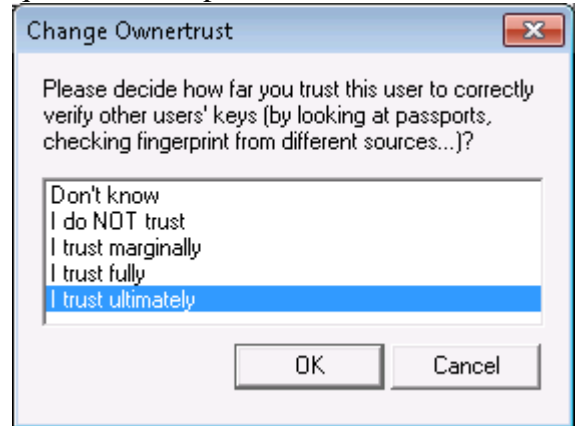 Change Ownertrust
Please decide how far you trust this user to correctly
verify other users' keys (by looking at passports,
checking fingerprint from different sources...)?
Don't know
I do NOT trust
I trust marginally
I trust fully
I trust ultimately
OK Cancel